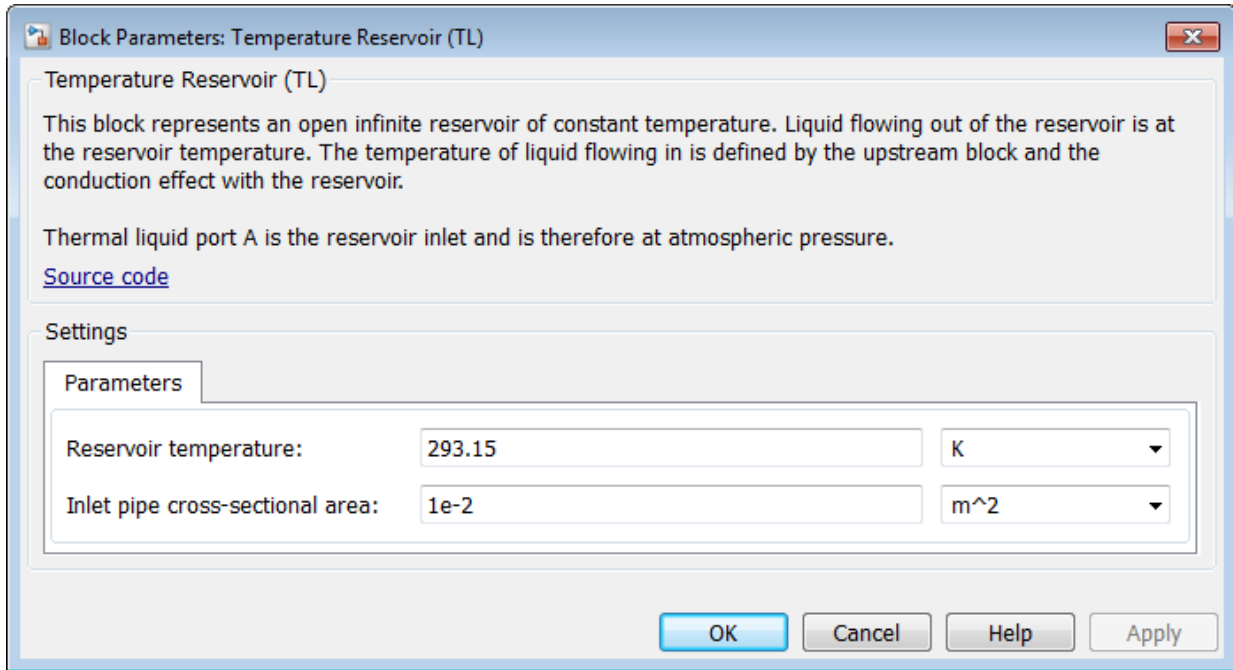 Block Parameters: Temperature Reservoir (TL)
Temperature Reservoir (TL)
This block represents an open infinite reservoir of constant temperature. Liquid flowing out of the reservoir is at
the reservoir temperature. The temperature of liquid flowing in is defined by the upstream block and the
conduction effect with the reservoir.
Thermal liquid port A is the reservoir inlet and is therefore at atmospheric pressure.
Source code
Settings
Parameters
Reservoir temperature: 293.15 K
Inlet pipe cross-sectional area: 1e-2 m^2
OK Cancel Help Apply